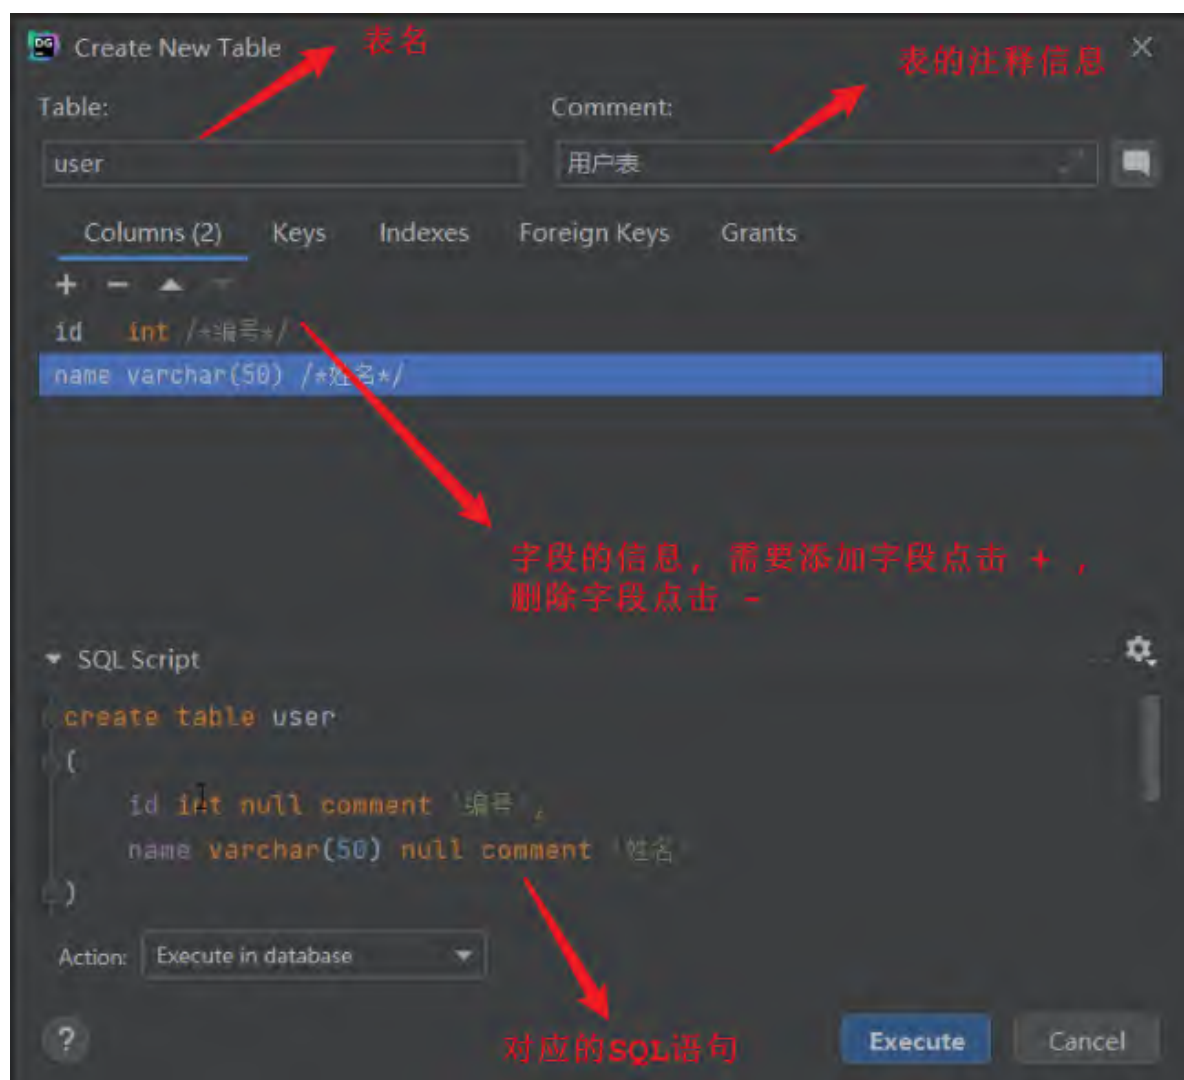 DG
Create New Table
表名
表的注释信息
Table:
Comment:
user
用户表
Columns (2)
Keys
Indexes
Foreign Keys
Grants
id int /*编号*/
name varchar(50) /*姓名*/
字段的信息, 需要添加字段点击 + ,
删除字段点击 -
SQL Script
create table user
(
id int null comment '编号',
name varchar(50) null comment '姓名'
)
Action:
Execute in database
对应的SQL语句
?
Execute
Cancel